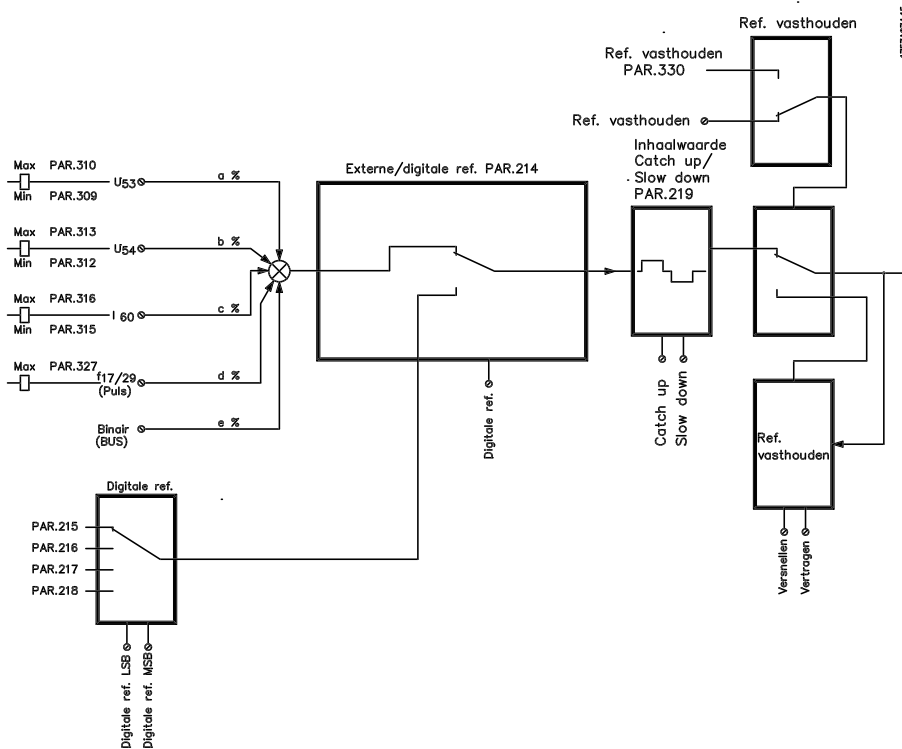 Ref. vasthouden
Ref. vasthouden
PAR.330
Ref. vasthouden
Inhaalwaarde
Catch up/
Slow down
PAR.219
Externe/digitale ref. PAR.214
Max PAR.310
U53
a %
Min PAR.309
Max PAR.313
U54
b %
Min PAR.312
Max PAR.316
I 60
c %
Min PAR.315
Max PAR.327
f17/29
(Puls)
d %
Binair
(BUS)
e %
Digitale ref.
Catch up
Slow down
Ref.
vasthouden
Versnellen
Vertragen
Digitale ref.
PAR.215
PAR.216
PAR.217
PAR.218
Digitale ref. LSB
Digitale ref. MSB